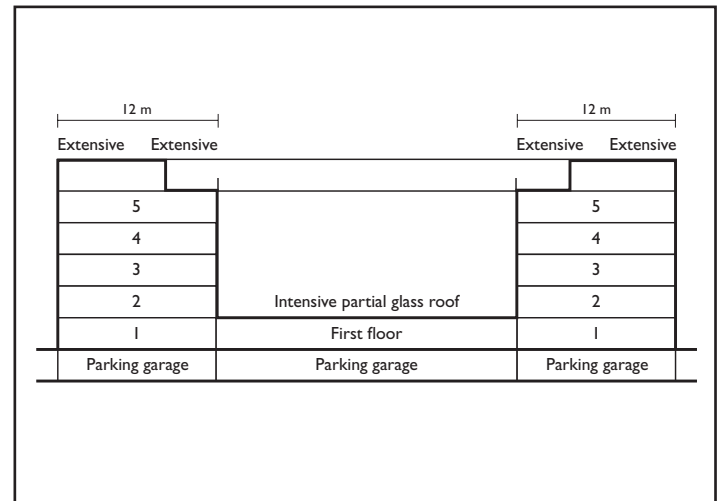 12 m 12 m
Extensive Extensive Extensive Extensive
5 5
4 4
3 3
2 Intensive partial glass roof 2
1 First floor 1
Parking garage Parking garage Parking garage